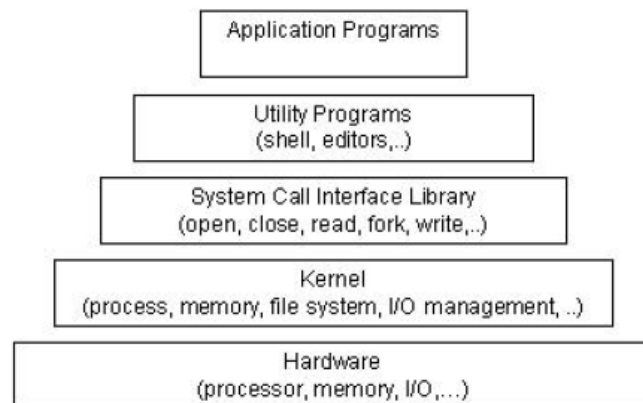 Application Programs
Utility Programs
(shell, editors,..)
System Call Interface Library
(open, close, read, fork, write,..)
Kernel
(process, memory, file system, I/O management, ..)
Hardware
(processor, memory, I/O,...)